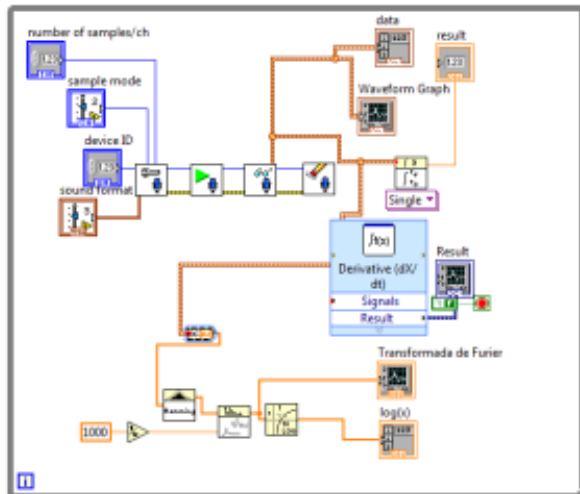 data
number of samples/ch
result
sample mode
Waveform Graph
device ID
sound format
Single
Derivative (dX/
dt)
Result
Signals
Result
Transformada de Furier
Hanning
log(x)
1000
i